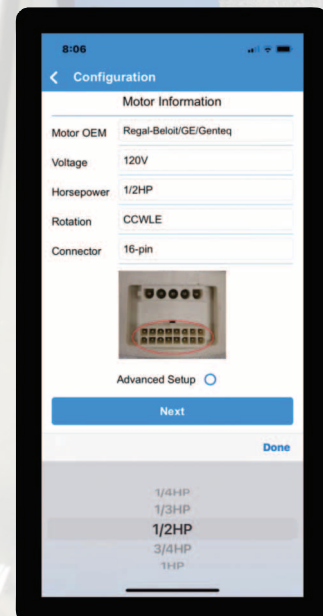 8:06
Configuration
Motor Information
Motor OEM Regal-Beloit/GE/Genteq
Voltage 120V
Horsepower 1/2HP
Rotation CCWLE
Connector 16-pin
Advanced Setup
Next
Done
1/4HP
1/3HP
1/2HP
3/4HP
1HP